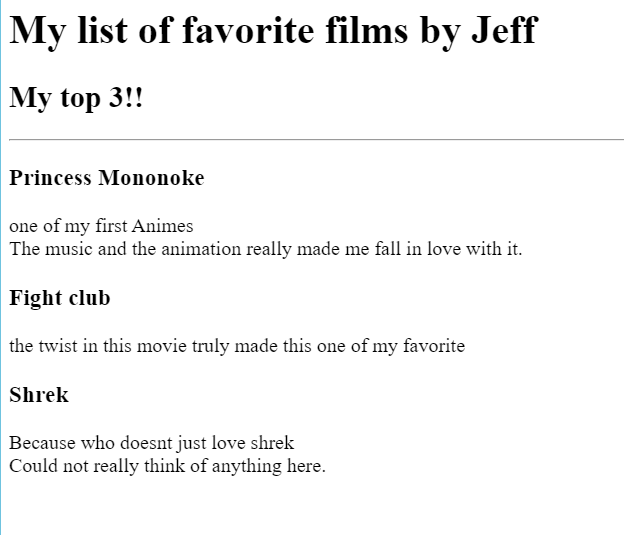 My list of favorite films by Jeff
My top 3!!
Princess Mononoke
one of my first Animes
The music and the animation really made me fall in love with it.
Fight club
the twist in this movie truly made this one of my favorite
Shrek
Because who doesnt just love shrek
Could not really think of anything here.